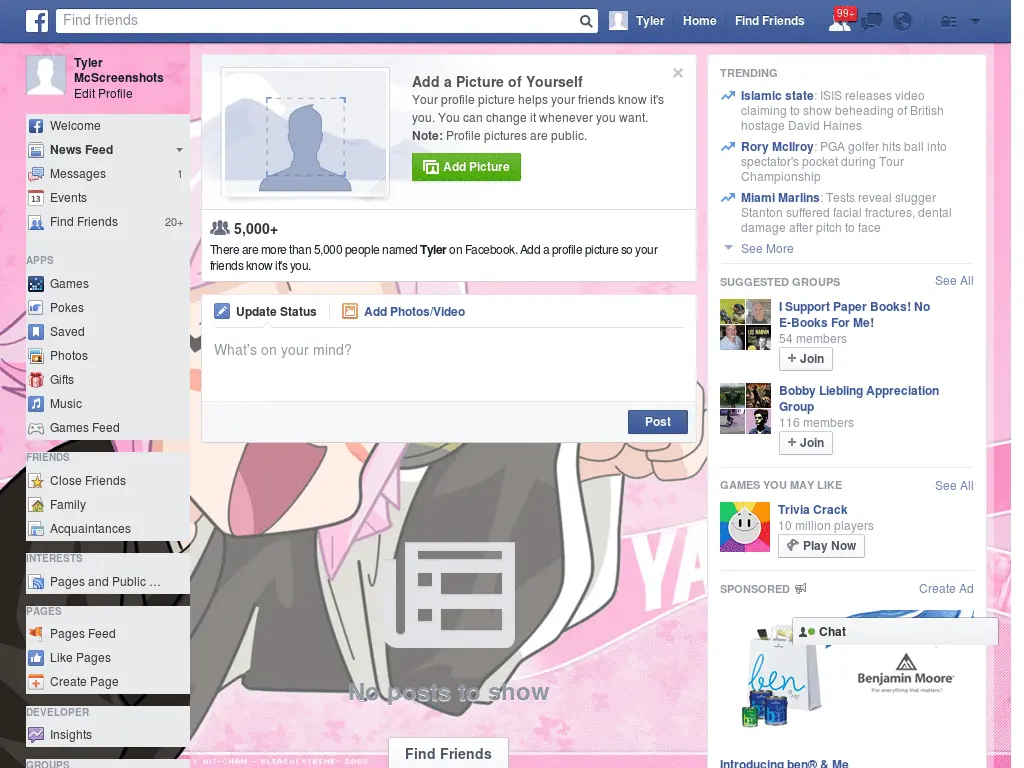 Find friends
Tyler
Home
Find Friends
99+
Tyler
McScreenshots
Edit Profile
Welcome
News Feed
Messages 1
13 Events
Find Friends 20+
APPS
Games
Pokes
Saved
Photos
Gifts
Music
Games Feed
FRIENDS
Close Friends
Family
Acquaintances
INTERESTS
Pages and Public ...
PAGES
Pages Feed
Like Pages
Create Page
DEVELOPER
Insights
GROUPS
Add a Picture of Yourself
Your profile picture helps your friends know it's
you. You can change it whenever you want.
Note: Profile pictures are public.
Add Picture
5,000+
There are more than 5,000 people named Tyler on Facebook. Add a profile picture so your
friends know it's you.
Update Status
Add Photos/Video
What's on your mind?
Post
YA
No posts to show
Find Friends
TRENDING
Islamic state: ISIS releases video
claiming to show beheading of British
hostage David Haines
Rory McIlroy: PGA golfer hits ball into
spectator's pocket during Tour
Championship
Miami Marlins: Tests reveal slugger
Stanton suffered facial fractures, dental
damage after pitch to face
See More
SUGGESTED GROUPS See All
I Support Paper Books! No
E-Books For Me!
54 members
+ Join
Bobby Liebling Appreciation
Group
116 members
+ Join
GAMES YOU MAY LIKE See All
Trivia Crack
10 million players
Play Now
SPONSORED Create Ad
Chat
ben
Benjamin Moore
For everything that matters.
Introducing ben® & Me